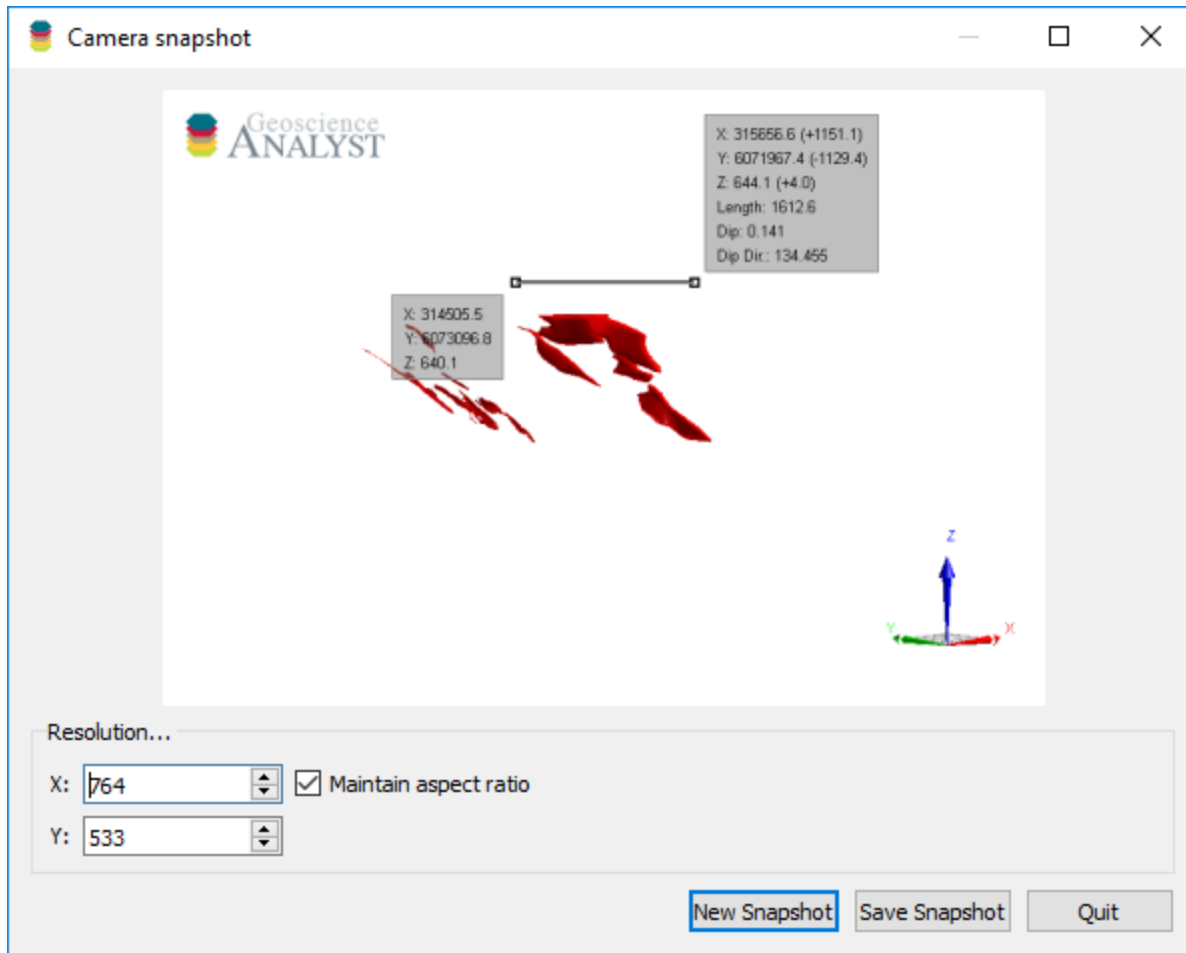 Camera snapshot
Geoscience
ANALYST
X: 315656.6 (+1151.1)
Y: 6071967.4 (-1129.4)
Z: 644.1 (+4.0)
Length: 1612.6
Dip: 0.141
Dip Dir.: 134.455
X: 314505.5
Y: 6073096.8
Z: 640.1
Z
Y
X
Resolution...
X: 764
Maintain aspect ratio
Y: 533
New Snapshot
Save Snapshot
Quit